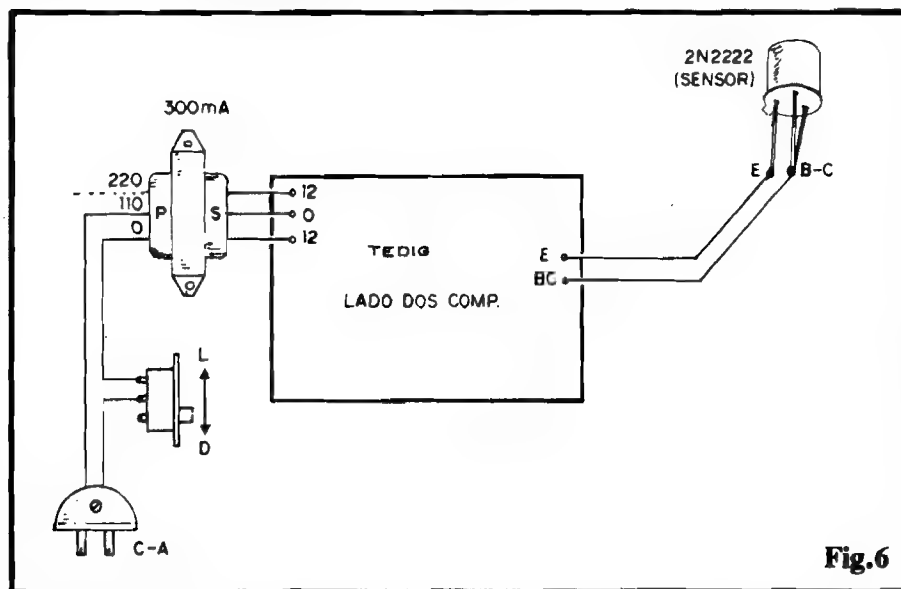 2N2222
(SENSOR)
300mA
220
110
0
P
S
12
0
12
E
B-C
TEDIG
LADO DOS COMP.
E
BC
L
D
C-A
Fig.6